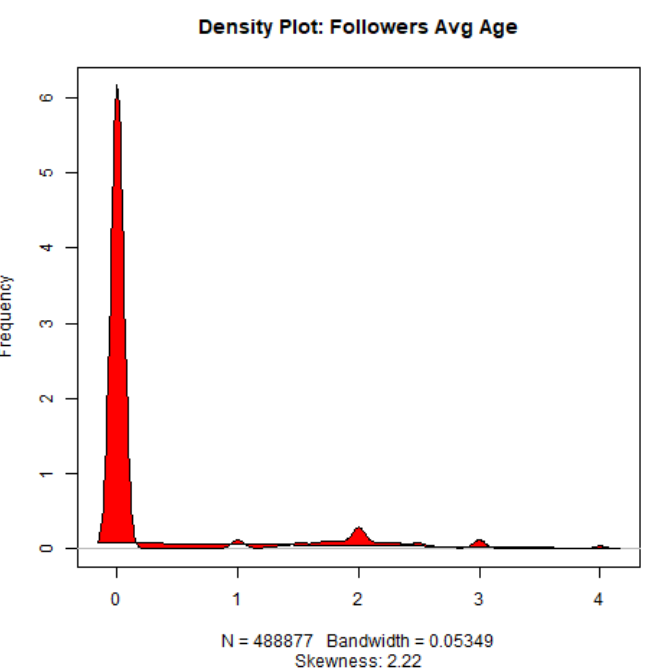 Density Plot: Followers Avg Age
Frequency
6
5
4
3
2
1
0
0 1 2 3 4
N = 488877 Bandwidth = 0.05349
Skewness: 2.22